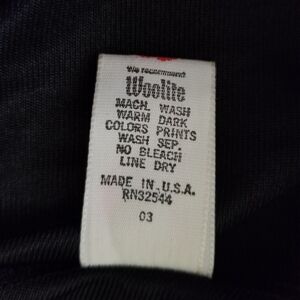 We recommend
Woolite
MACH. WASH
WARM DARK
COLORS PRINTS
WASH SEP.
NO BLEACH
LINE DRY
MADE IN U.S.A.
RN32544
03